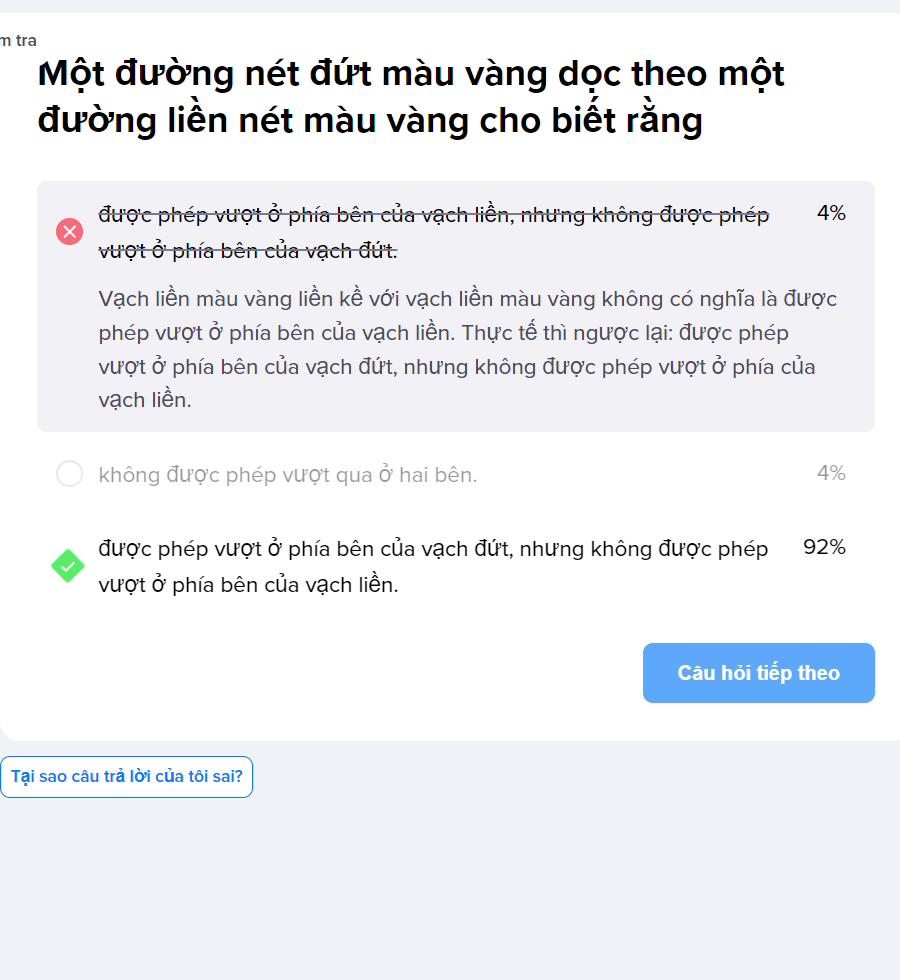 m tra
Một đường nét đứt màu vàng dọc theo một
đường liền nét màu vàng cho biết rằng
được phép vượt ở phía bên của vạch liền, nhưng không được phép
4%
vượt ở phía bên của vạch đứt.
Vạch liền màu vàng liền kề với vạch liền màu vàng không có nghĩa là được
phép vượt ở phía bên của vạch liền. Thực tế thì ngược lại: được phép
vượt ở phía bên của vạch đứt, nhưng không được phép vượt ở phía của
vạch liền.
không được phép vượt qua ở hai bên.
4%
được phép vượt ở phía bên của vạch đứt, nhưng không được phép
92%
vượt ở phía bên của vạch liền.
Câu hỏi tiếp theo
Tại sao câu trả lời của tôi sai?